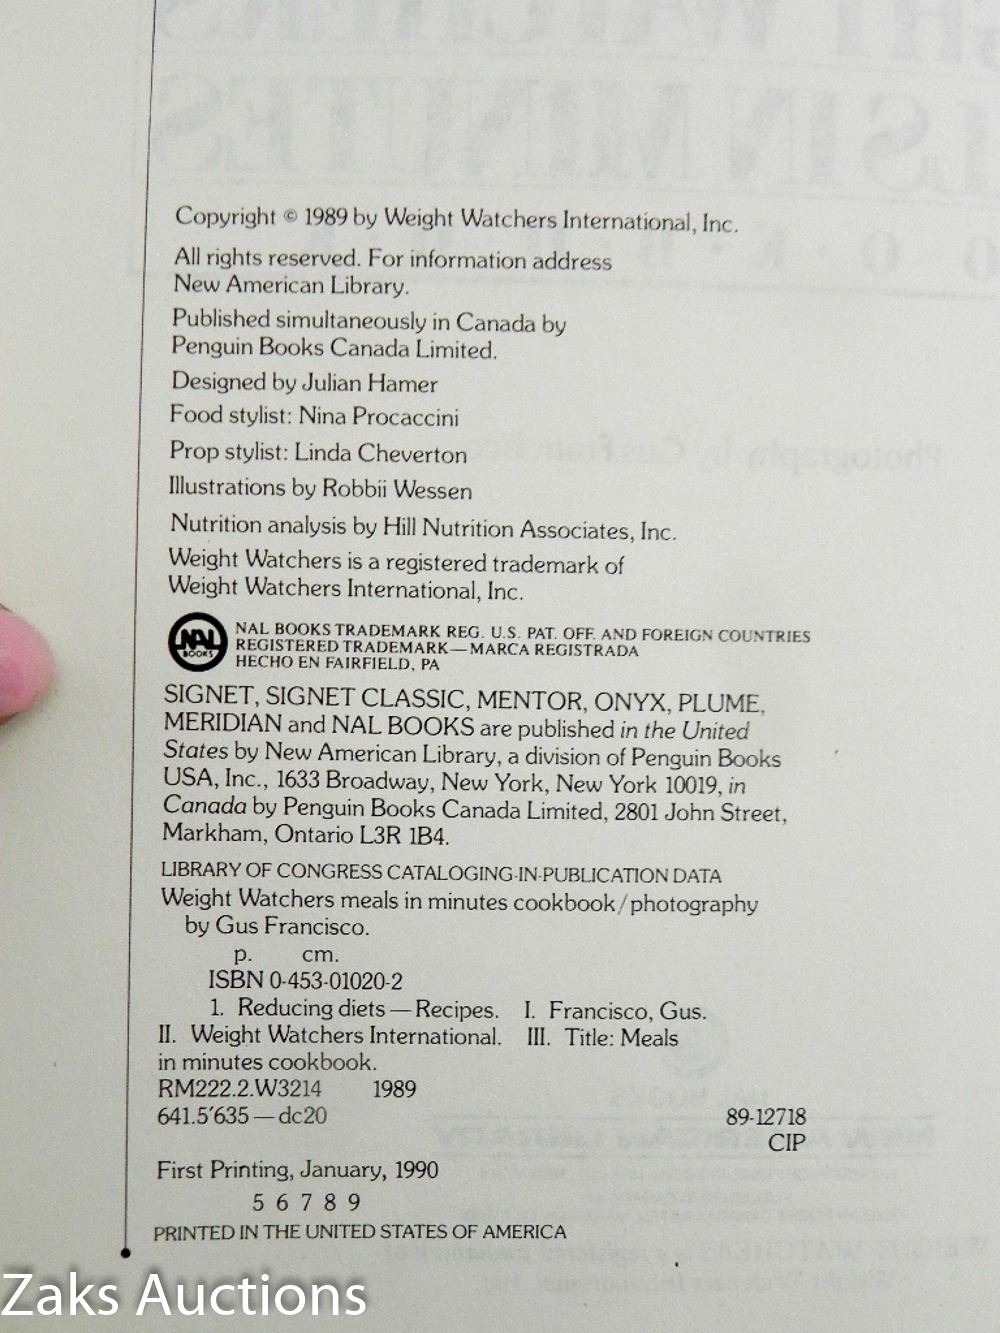 Copyright © 1989 by Weight Watchers International, Inc.
All rights reserved. For information address
New American Library.
Published simultaneously in Canada by
Penguin Books Canada Limited.
Designed by Julian Hamer
Food stylist: Nina Procaccini
Prop stylist: Linda Cheverton
Illustrations by Robbii Wessen
Nutrition analysis by Hill Nutrition Associates, Inc.
Weight Watchers is a registered trademark of
Weight Watchers International, Inc.
NAL
BOOKS
NAL BOOKS TRADEMARK REG. U.S. PAT. OFF. AND FOREIGN COUNTRIES
REGISTERED TRADEMARK—MARCA REGISTRADA
HECHO EN FAIRFIELD, PA
SIGNET, SIGNET CLASSIC, MENTOR, ONYX, PLUME,
MERIDIAN and NAL BOOKS are published in the United
States by New American Library, a division of Penguin Books
USA, Inc., 1633 Broadway, New York, New York 10019, in
Canada by Penguin Books Canada Limited, 2801 John Street,
Markham, Ontario L3R 1B4.
LIBRARY OF CONGRESS CATALOGING-IN-PUBLICATION DATA
Weight Watchers meals in minutes cookbook/photography
by Gus Francisco.
p. cm.
ISBN 0-453-01020-2
1. Reducing diets—Recipes. I. Francisco, Gus.
II. Weight Watchers International. III. Title: Meals
in minutes cookbook.
RM222.2.W3214 1989
641.5'635—dc20 89-12718
CIP
First Printing, January, 1990
5 6 7 8 9
PRINTED IN THE UNITED STATES OF AMERICA
Zaks Auctions